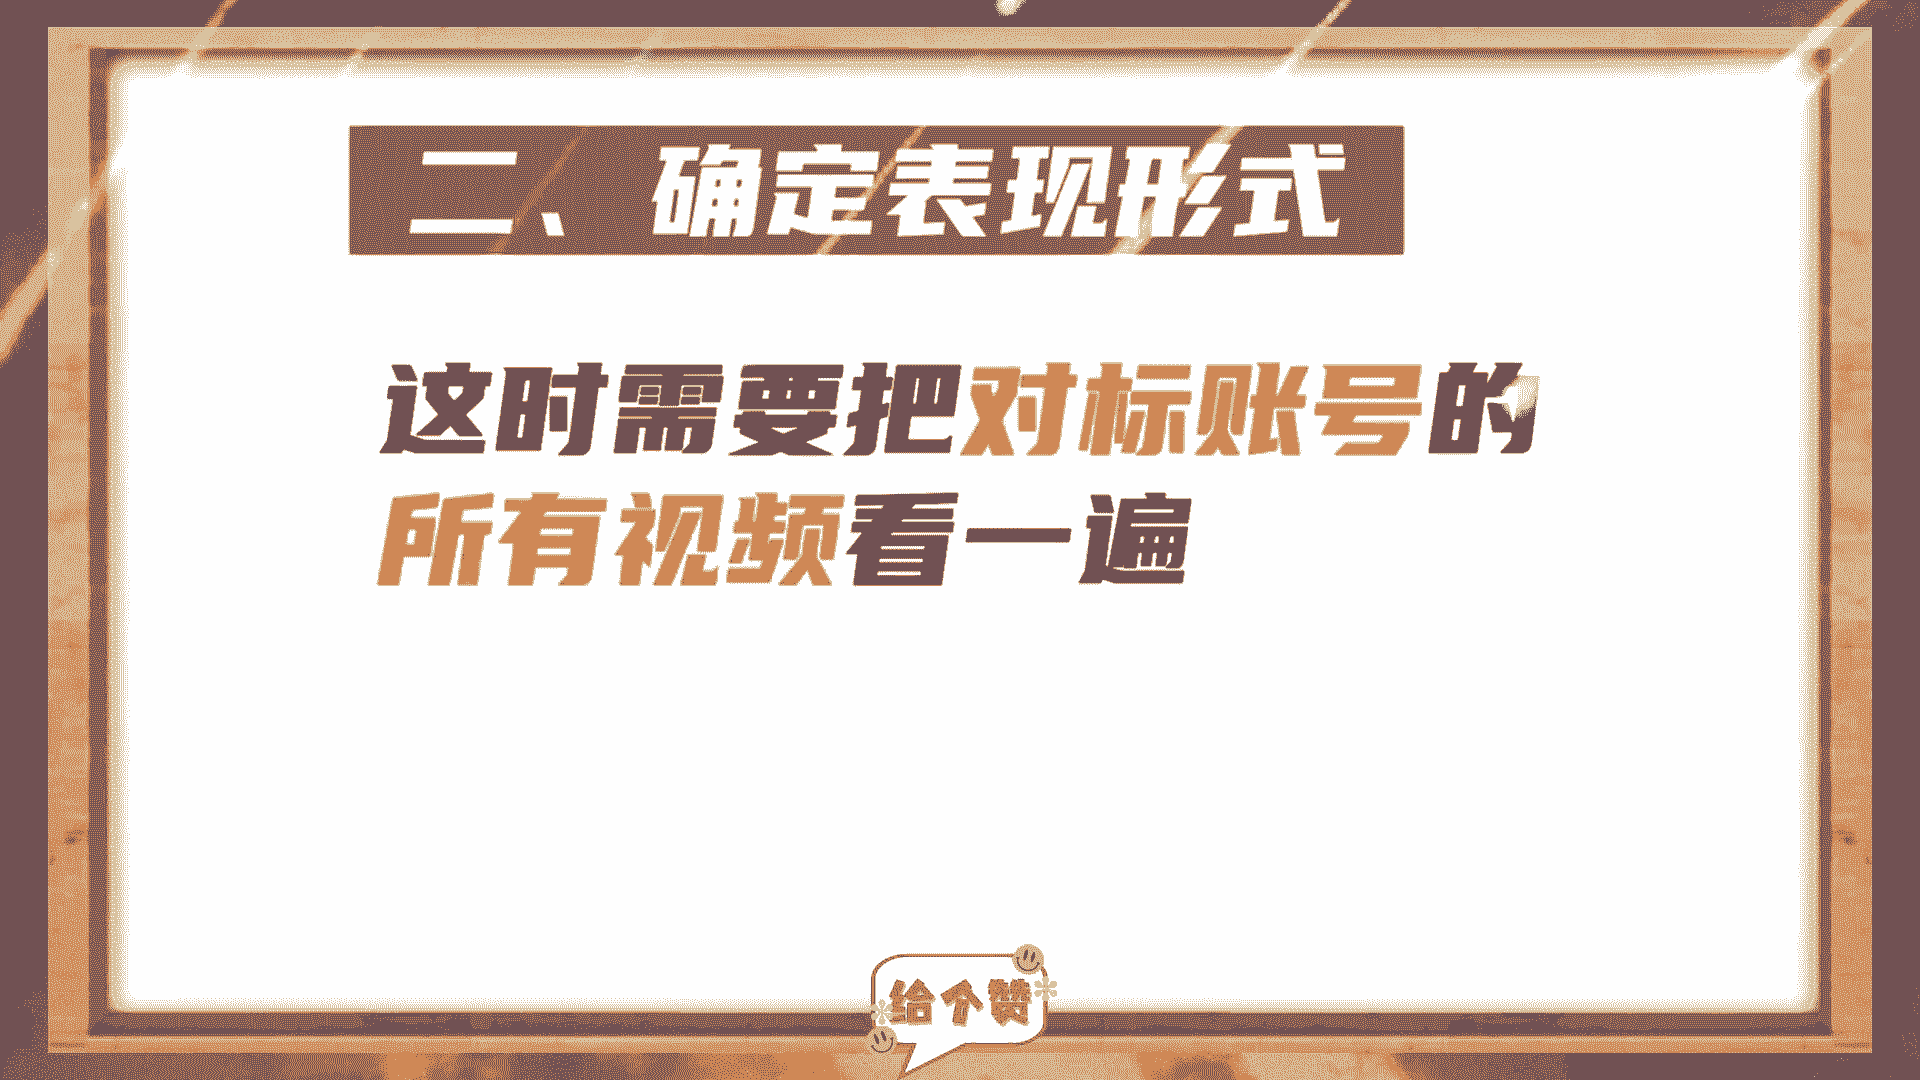 二、确定表现形式
这时需要把对标账号的
所有视频看一遍
给个赞